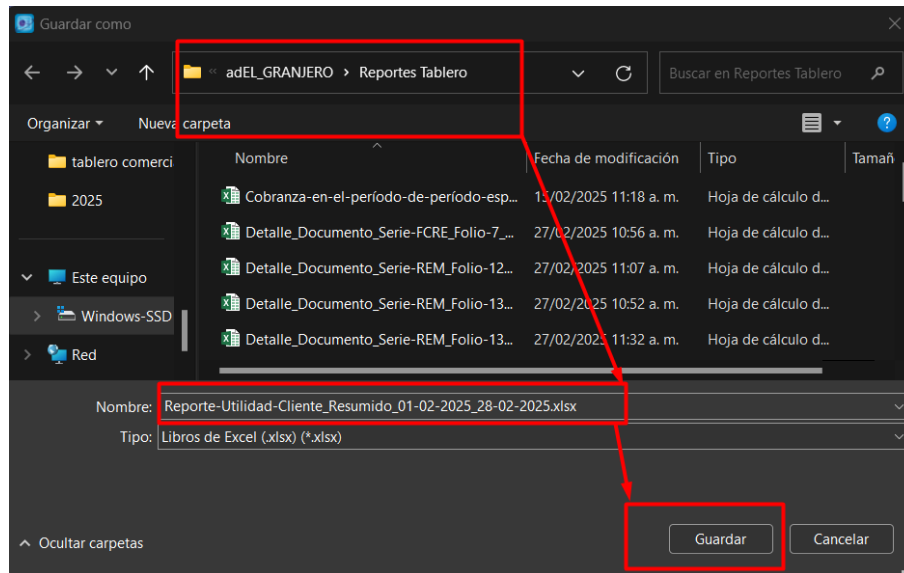 Guardar como
« adEL_GRANJERO > Reportes Tablero
Buscar en Reportes Tablero
Organizar
Nueva carpeta
Nombre
Fecha de modificación
Tipo
Tamañ
tablero comerci
2025
Este equipo
Windows-SSD
Red
Cobranza-en-el-período-de-período-esp... 15/02/2025 11:18 a. m. Hoja de cálculo d...
Detalle_Documento_Serie-FCRE_Folio-7_... 27/02/2025 10:56 a. m. Hoja de cálculo d...
Detalle_Documento_Serie-REM_Folio-12... 27/02/2025 11:07 a. m. Hoja de cálculo d...
Detalle_Documento_Serie-REM_Folio-13... 27/02/2025 10:52 a. m. Hoja de cálculo d...
Detalle_Documento_Serie-REM_Folio-13... 27/02/2025 11:32 a. m. Hoja de cálculo d...
Nombre: Reporte-Utilidad-Cliente_Resumido_01-02-2025_28-02-2025.xlsx
Tipo: Libros de Excel (.xlsx) (*.xlsx)
Ocultar carpetas
Guardar
Cancelar